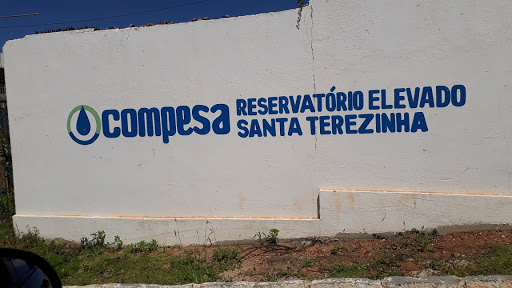 compesa RESERVATÓRIO ELEVADO
SANTA TEREZINHA